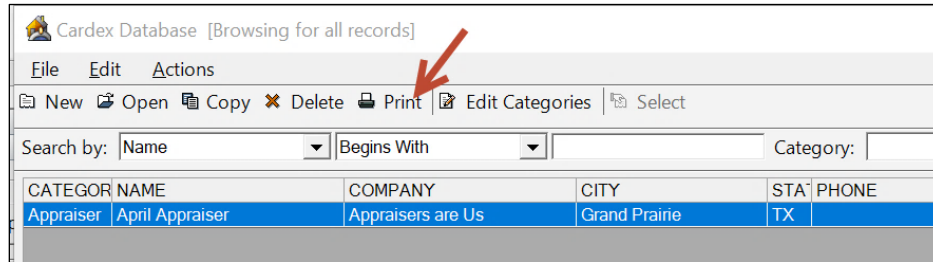 Cardex Database [Browsing for all records]
File Edit Actions
New Open Copy Delete Print Edit Categories Select
Search by: Name Begins With Category:
CATEGOR NAME COMPANY CITY STAT PHONE
Appraiser April Appraiser Appraisers are Us Grand Prairie TX